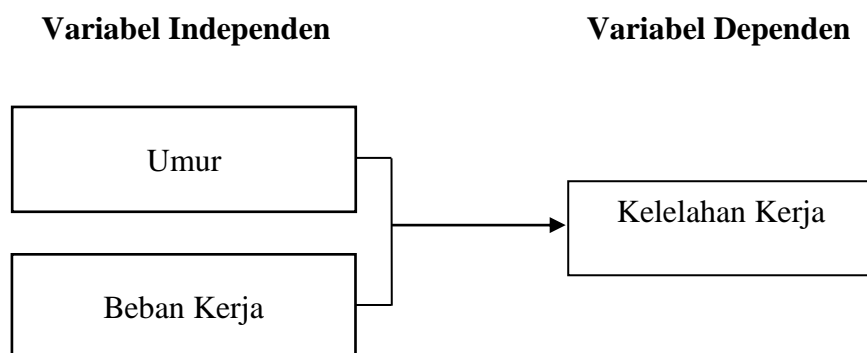 Variabel Independen
Variabel Dependen
Umur
Kelelahan Kerja
Beban Kerja